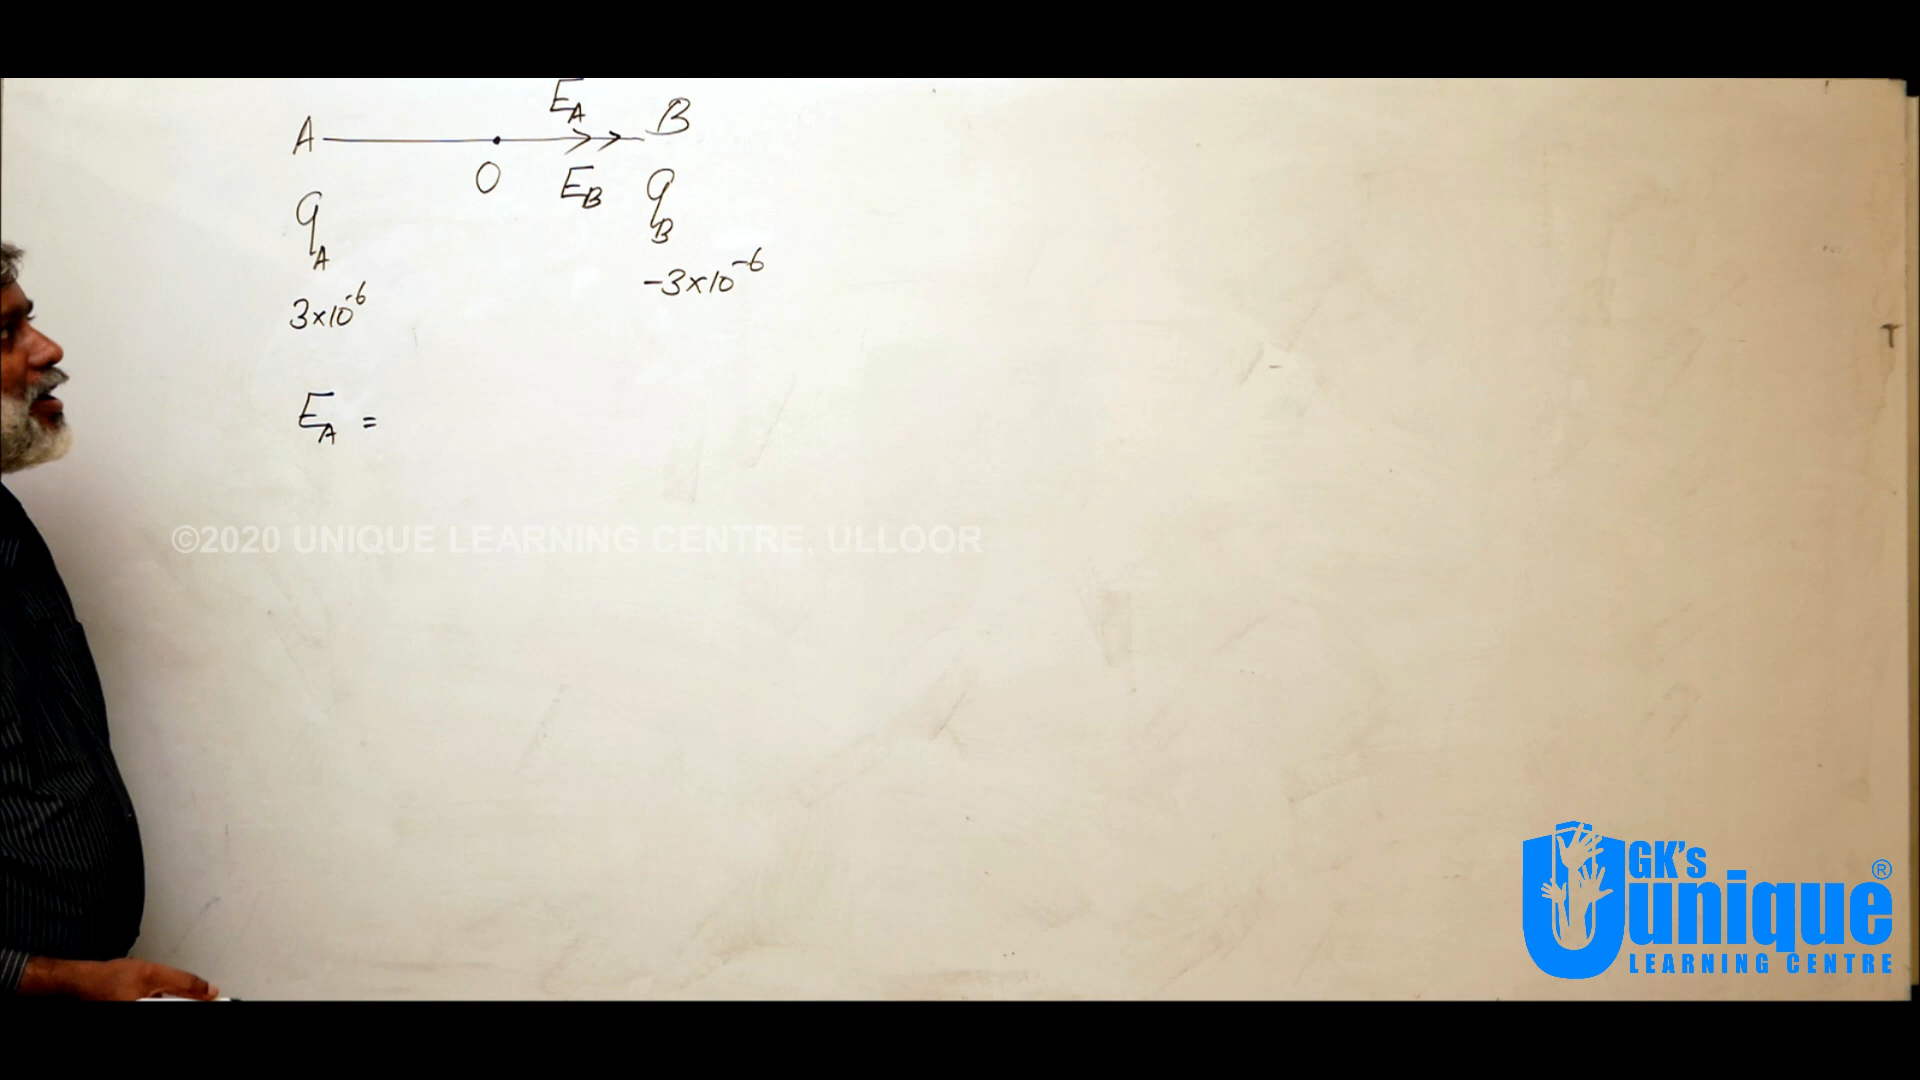 E_A
A B
O E_B
q_A q_B
3×10^-6 -3×10^-6
E_A =
©2020 UNIQUE LEARNING CENTRE, ULLOOR
GK's
unique®
LEARNING CENTRE